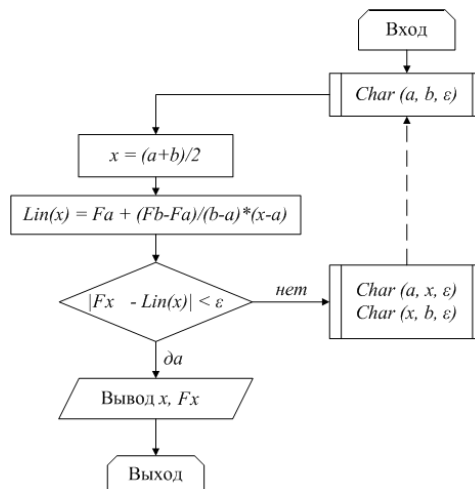 Вход
Char (a, b, ε)
x = (a+b)/2
Lin(x) = Fa + (Fb-Fa)/(b-a)*(x-a)
|Fx - Lin(x)| < ε
нет
Char (a, x, ε)
Char (x, b, ε)
да
Вывод x, Fx
Выход